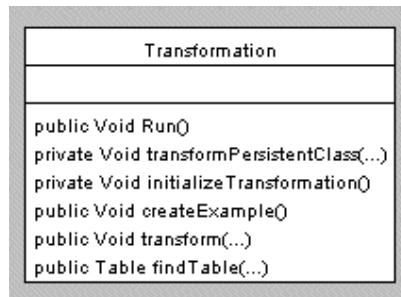 Transformation
public Void Run()
private Void transformPersistentClass(...)
private Void initializeTransformation()
public Void createExample()
public Void transform(...)
public Table findTable(...)